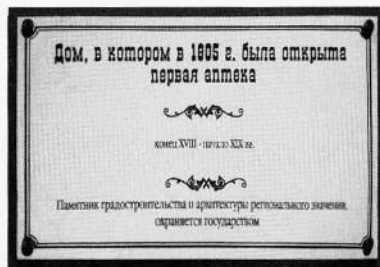 Дом, в котором в 1805 г. была открыта
первая аптека
конец XVIII - начало XIX вв.
Памятник градостроительства и архитектуры регионального значения.
охраняется государством